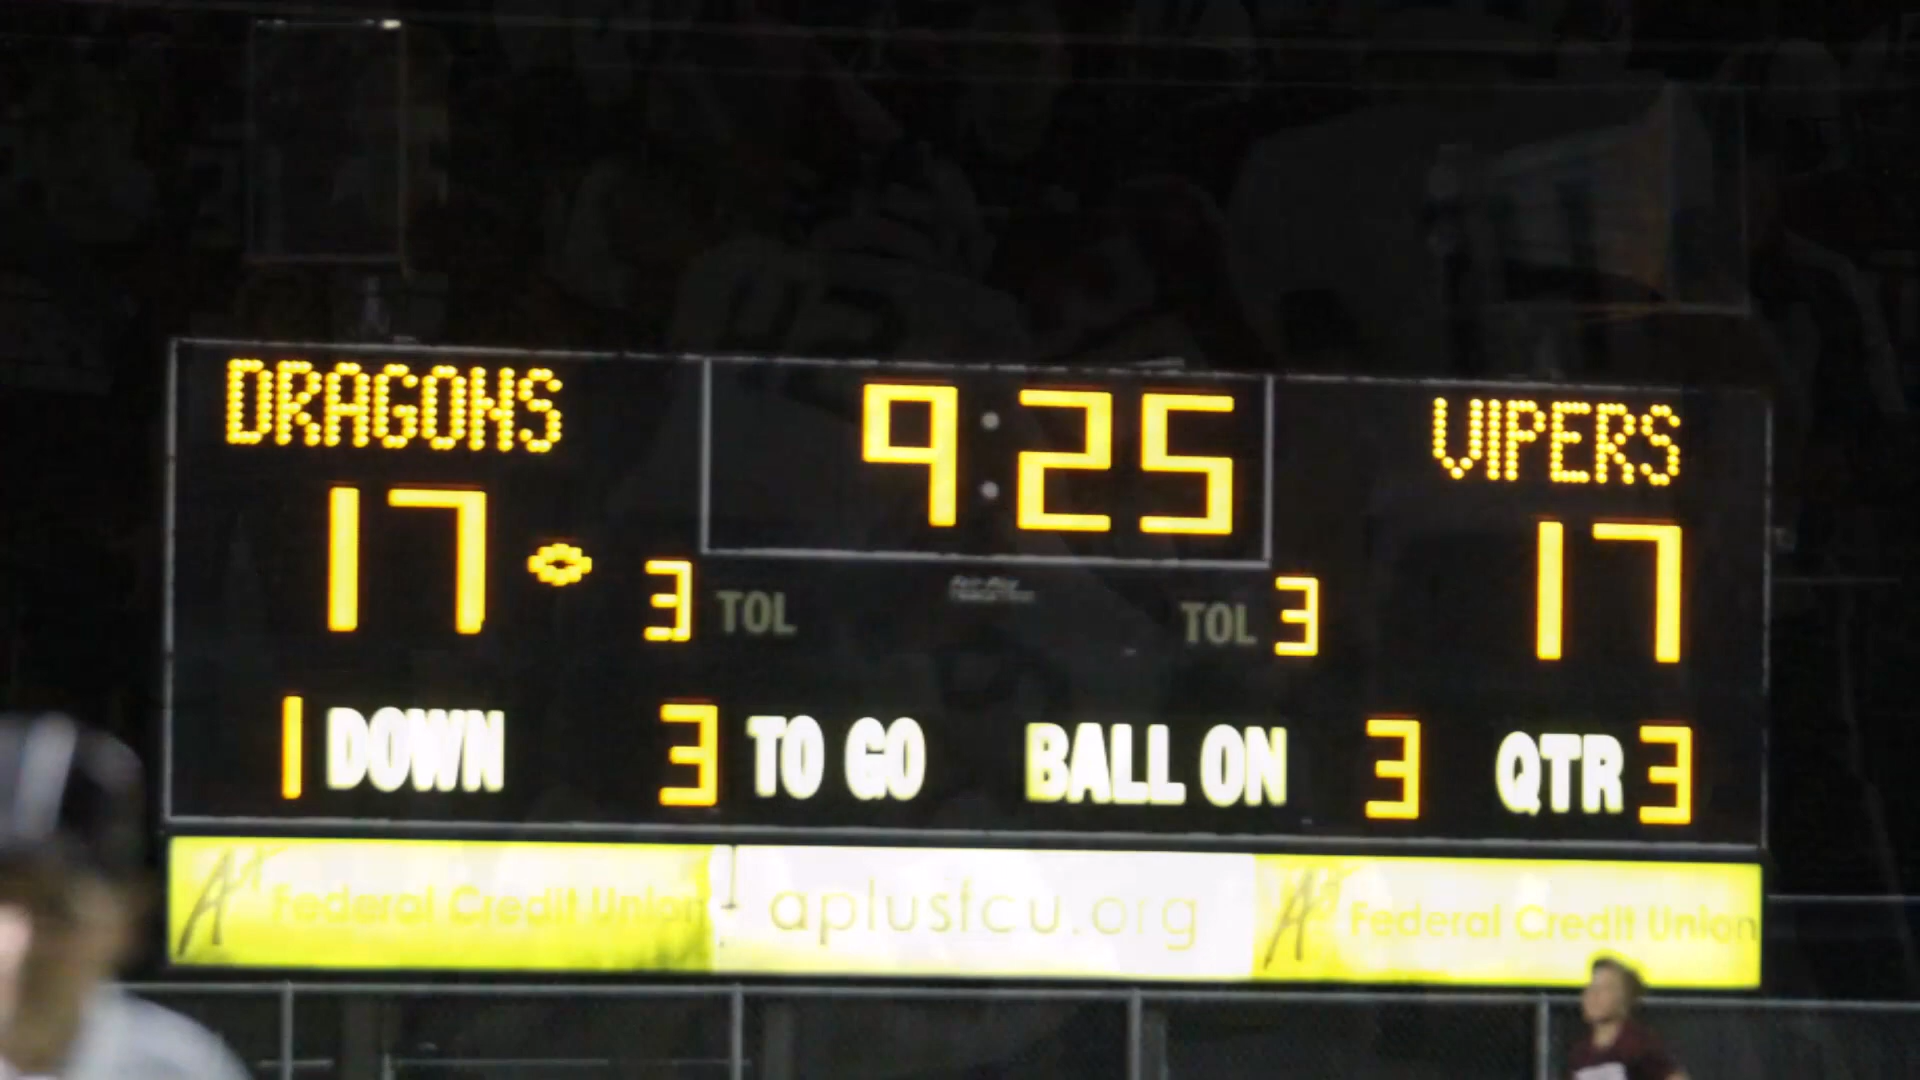 DRAGONS 9:25 VIPERS
17 3 TOL TOL 3 17
1 DOWN 3 TO GO BALL ON 3 QTR 3
A+ Federal Credit Union aplusfcu.org A+ Federal Credit Union